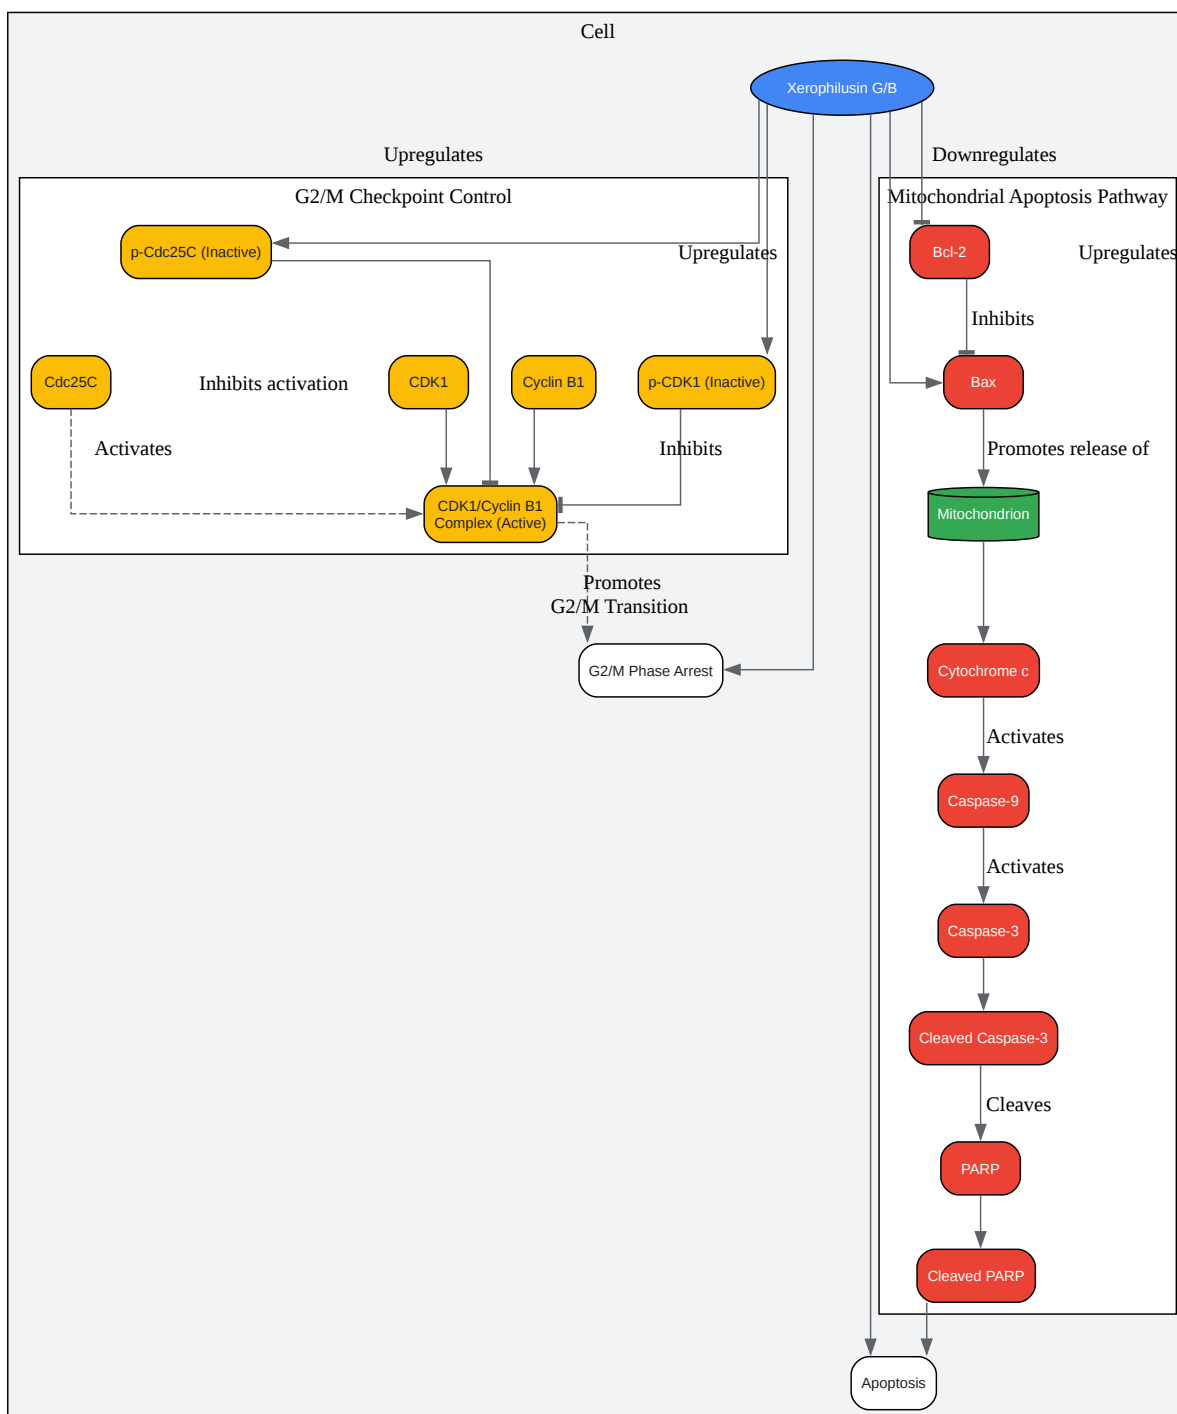 Cell
Xerophilusin G/B
Upregulates
Downregulates
G2/M Checkpoint Control
Mitochondrial Apoptosis Pathway
p-Cdc25C (Inactive)
Upregulates
Bcl-2
Upregulates
Inhibits
Cdc25C
Inhibits activation
CDK1
Cyclin B1
p-CDK1 (Inactive)
Bax
Activates
Inhibits
Promotes release of
CDK1/Cyclin B1
Complex (Active)
Mitochondrion
Promotes
G2/M Transition
G2/M Phase Arrest
Cytochrome c
Activates
Caspase-9
Activates
Caspase-3
Cleaved Caspase-3
Cleaves
PARP
Cleaved PARP
Apoptosis